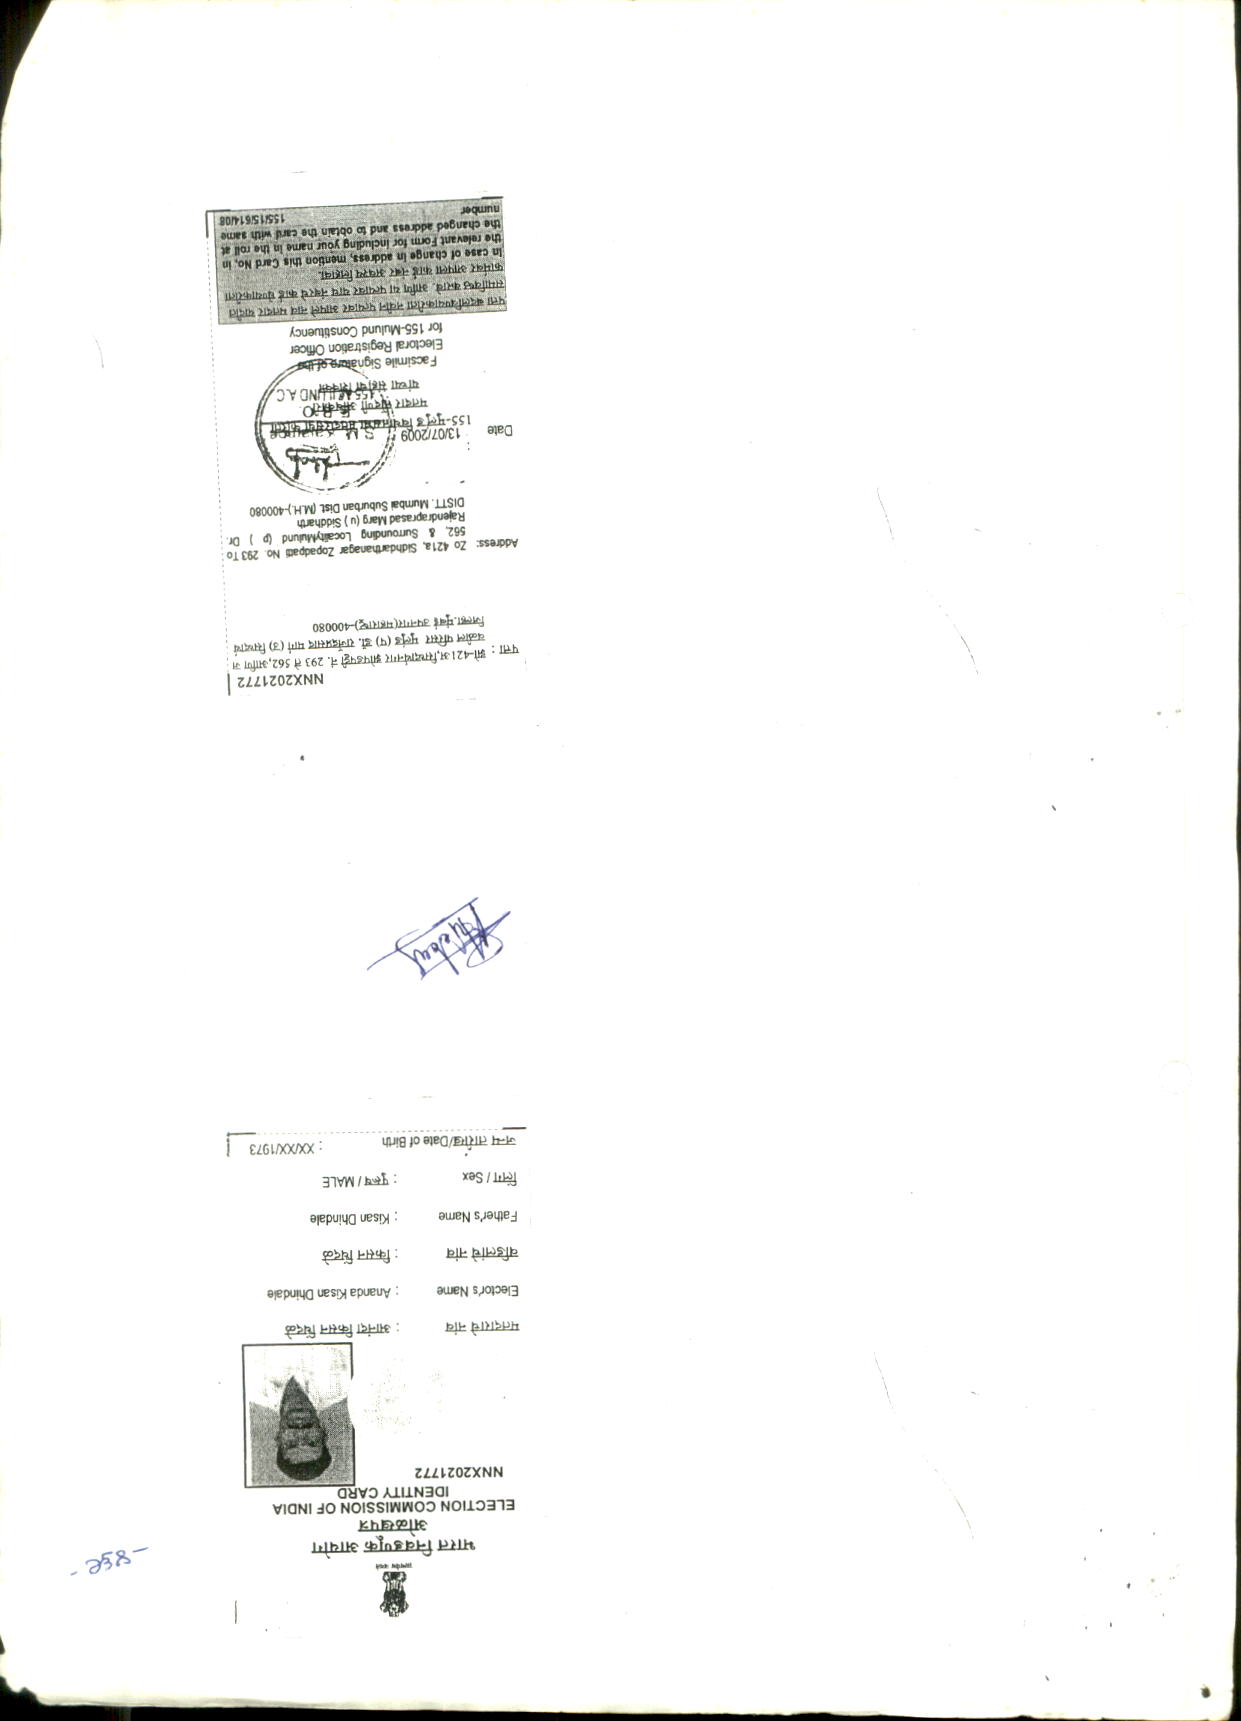 -४६९-
सत्यमेव जयते
भारत निवडणूक आयोग
ओळखपत्र
ELECTION COMMISSION OF INDIA
IDENTITY CARD
NNX2021772
मतदाराचे नांव : आनंदा किसन धिंदळे
Elector's Name : Ananda Kisan Dhindale
वडिलांचे नांव : किसन धिंदळे
Father's Name : Kisan Dhindale
लिंग / Sex : पुरूष / MALE
जन्म तारीख/Date of Birth : XX/XX/1973
NNX2021772
पत्ता : झो-421अ,सिध्दार्थनगर झोपडपट्टी नं. 293 ते 562,आणि ज
वळील परिसर मुलुंड (प) डॉ. राजेंद्रप्रसाद मार्ग (उ) सिध्दार्थ
जिल्हा.मुंबई उपनगर(महाराष्ट्र)-400080
Address: Zo 421a, Sidhdarthanagar Zopadpatti No. 293 To
562, & Surrounding LocalityMulund (p ) Dr.
Rajendraprasad Marg (u ) Siddharth
DISTT. Mumbai Suburban Dist. (M.H.)-400080
Date : 13/07/2009
155-मुलुंड विधानसभा मतदारसंघा करिता
मतदार नोंदणी अधिकारी
यांच्या सहीचा शिक्का
E.R.O.
155 MULUND A.C.
Facsimile Signature of the
Electoral Registration Officer
for 155-Mulund Constituency
पत्ता बदलविण्याकरीता नवीन पत्यावर आपले नाव मतदार यादीत
समाविष्ठ करावे. आणि या पत्यावर याच नंबरचे कार्ड घेण्याकरीता
फार्मवर आपला कार्ड नंबर अवश्य लिहावा.
In case of change in address, mention this Card No, in
the relevant Form for including your name in the roll at
the changed address and to obtain the card with same
number 155/15/614/08